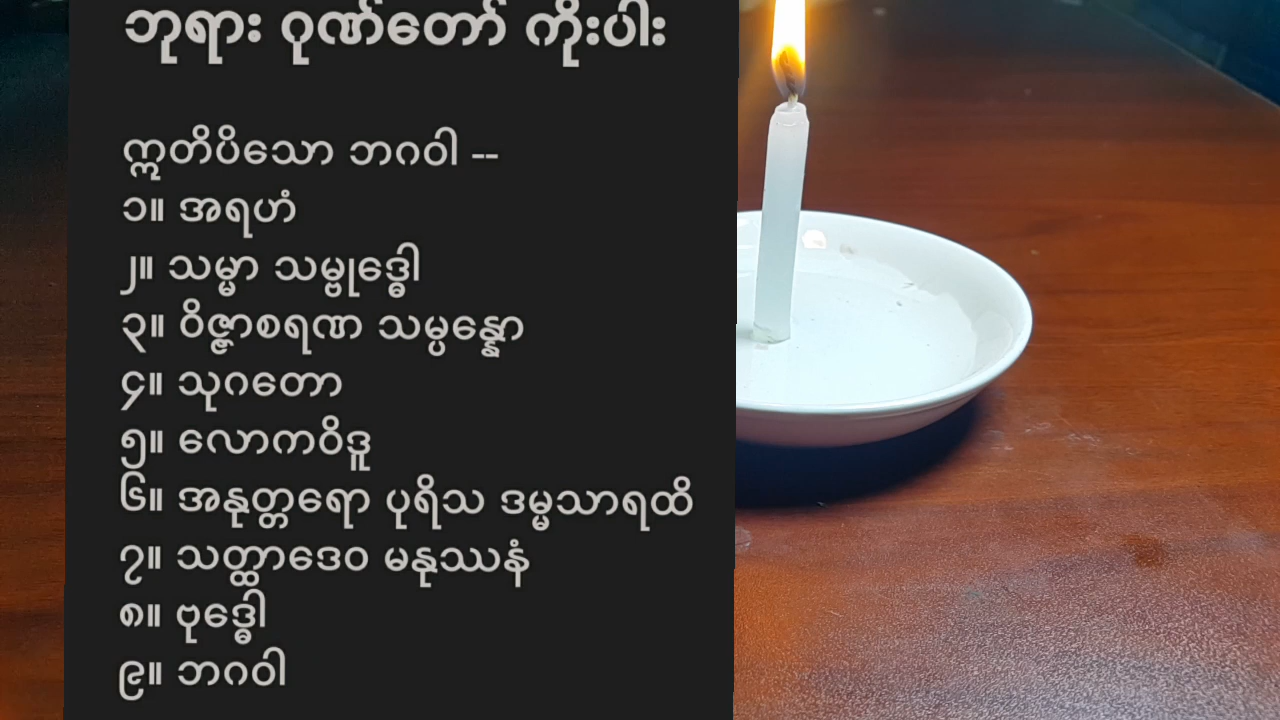 ဘုရား ဂုဏ်တော် ကိုးပါး
ဣတိပိသော ဘဂဝါ --
၁။ အရဟံ
၂။ သမ္မာ သမ္ဗုဒ္ဓေါ
၃။ ဝိဇ္ဇာစရဏ သမ္ပန္နော
၄။ သုဂတော
၅။ လောကဝိဒူ
၆။ အနုတ္တရော ပုရိသ ဒမ္မသာရထိ
၇။ သတ္ထာဒေဝ မနုဿနံ
၈။ ဗုဒ္ဓေါ
၉။ ဘဂဝါ